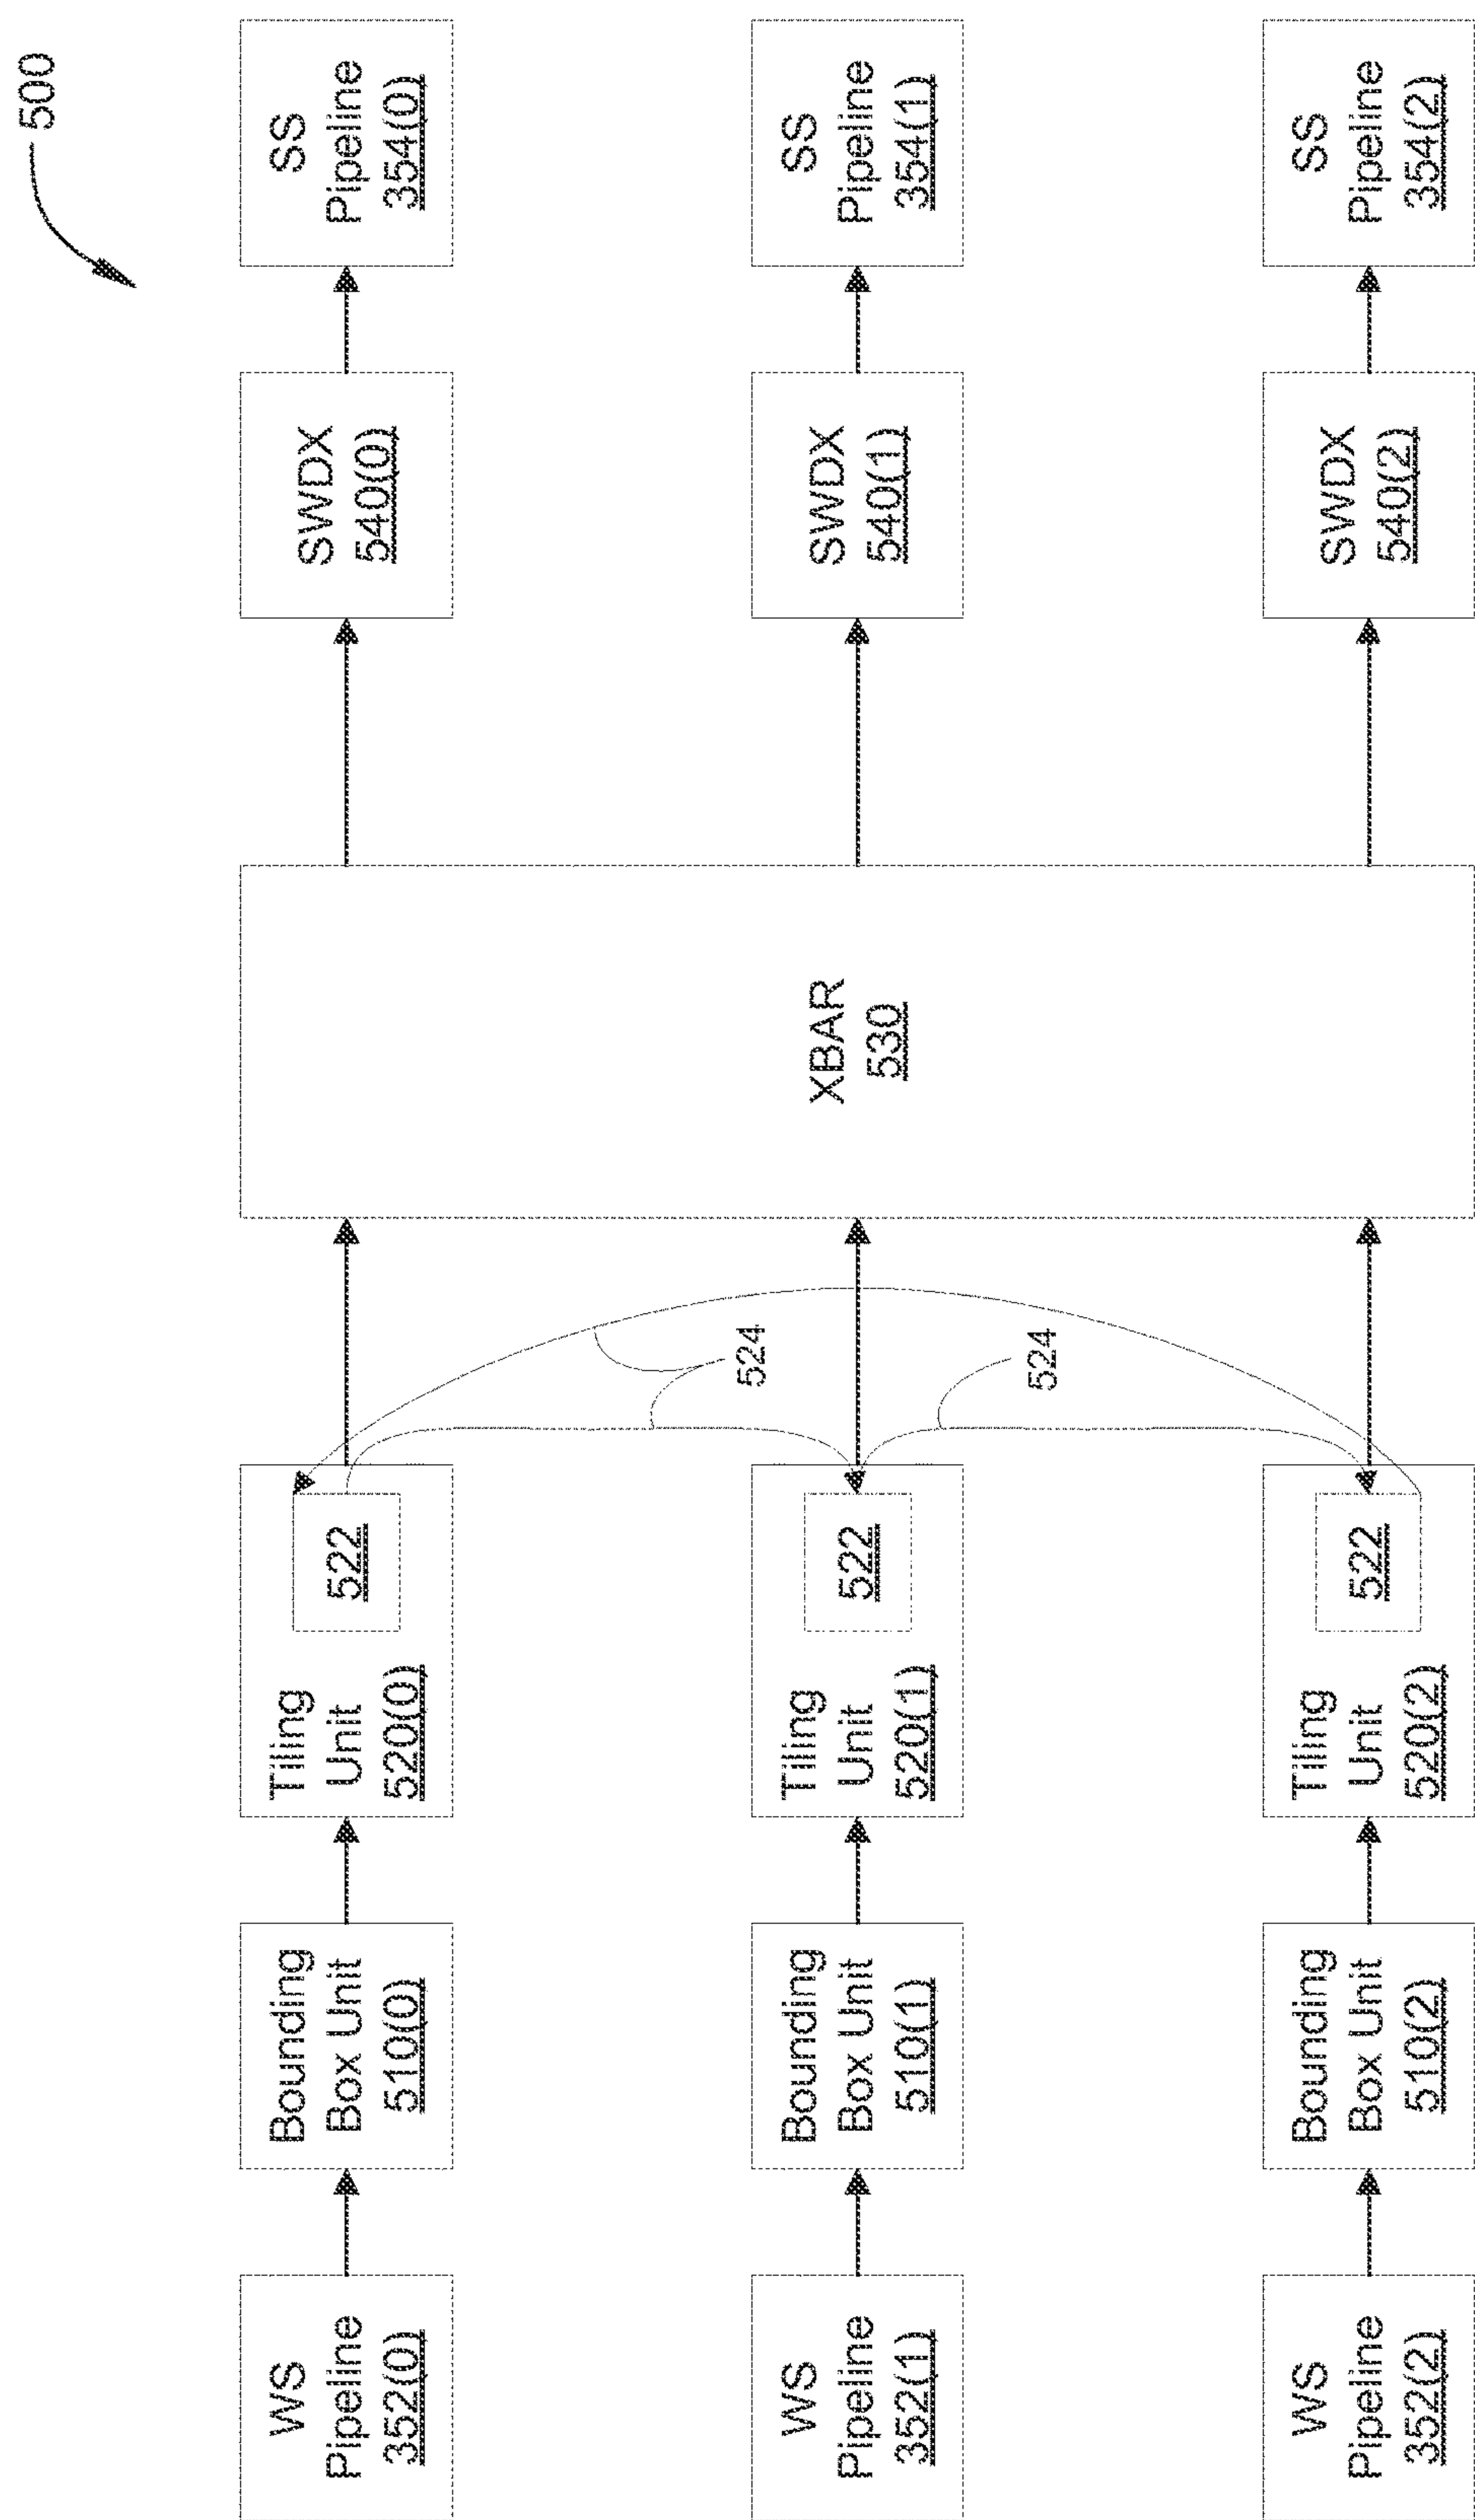 500
WS
Pipeline
352(0)
Bounding
Box Unit
510(0)
Tiling
Unit
520(0)
522
SWDX
540(0)
SS
Pipeline
354(0)
524
WS
Pipeline
352(1)
Bounding
Box Unit
510(1)
Tiling
Unit
520(1)
522
XBAR
530
SWDX
540(1)
SS
Pipeline
354(1)
524
WS
Pipeline
352(2)
Bounding
Box Unit
510(2)
Tiling
Unit
520(2)
522
SWDX
540(2)
SS
Pipeline
354(2)